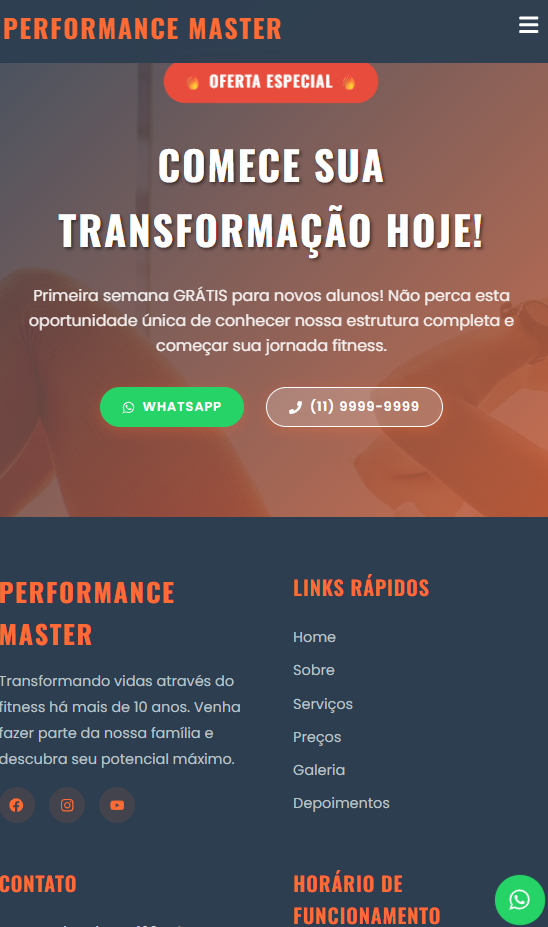 PERFORMANCE MASTER
OFERTA ESPECIAL
COMECE SUA
TRANSFORMAÇÃO HOJE!
Primeira semana GRÁTIS para novos alunos! Não perca esta
oportunidade única de conhecer nossa estrutura completa e
começar sua jornada fitness.
WHATSAPP
(11) 9999-9999
PERFORMANCE
MASTER
Transformando vidas através do
fitness há mais de 10 anos. Venha
fazer parte da nossa família e
descubra seu potencial máximo.
LINKS RÁPIDOS
Home
Sobre
Serviços
Preços
Galeria
Depoimentos
CONTATO
HORÁRIO DE
FUNCIONAMENTO